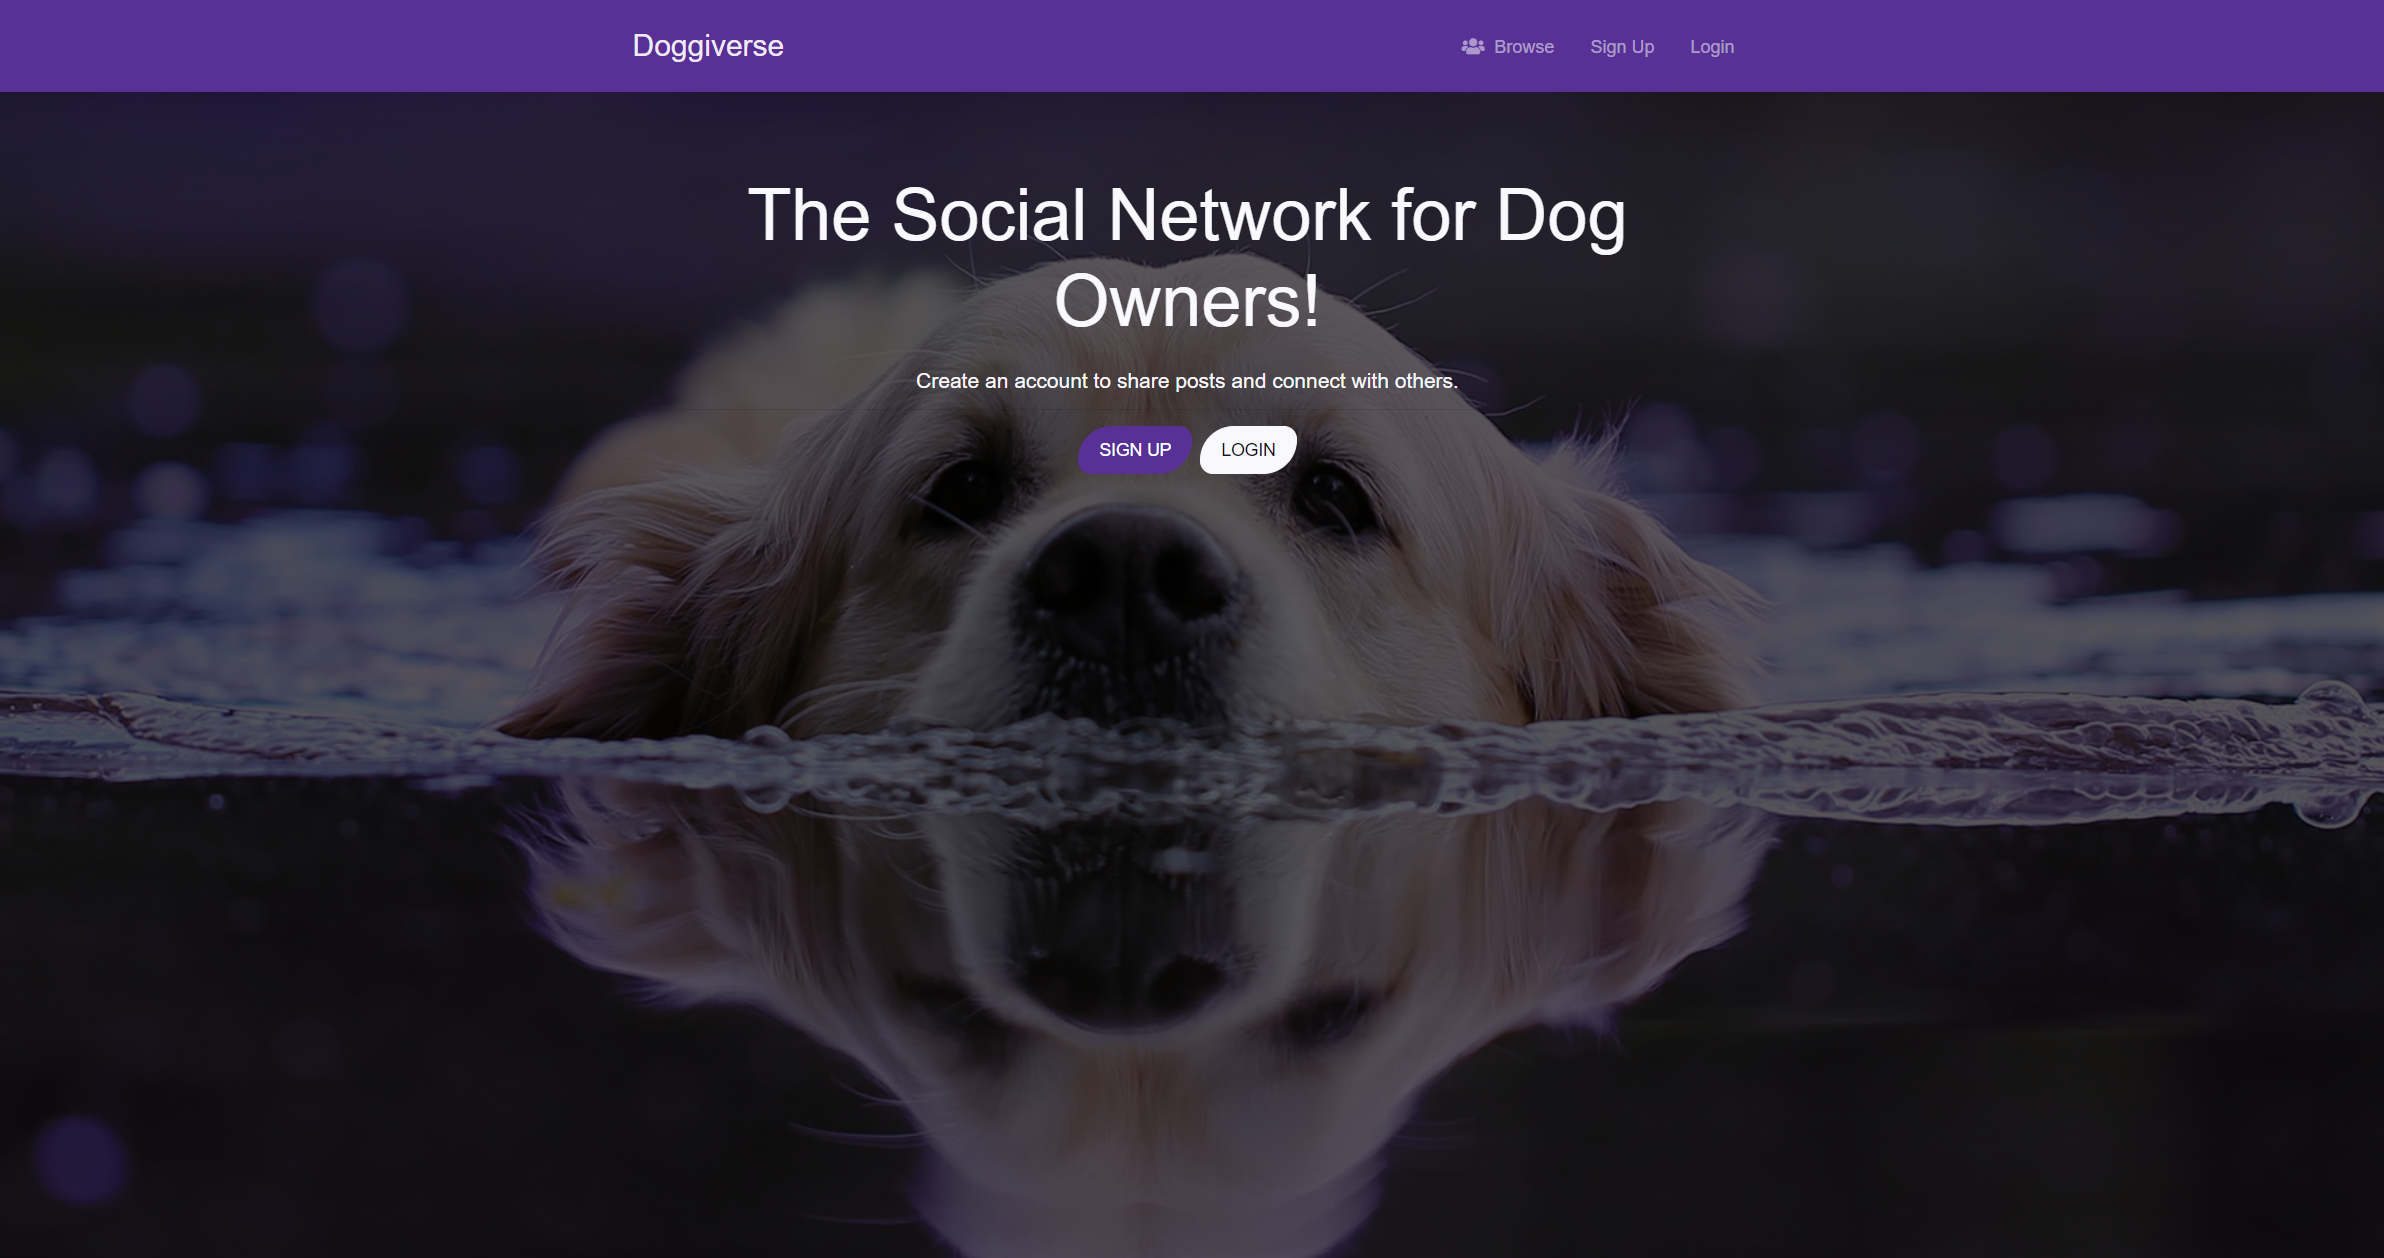 Doggiverse
Browse
Sign Up
Login
The Social Network for Dog
Owners!
Create an account to share posts and connect with others.
SIGN UP
LOGIN